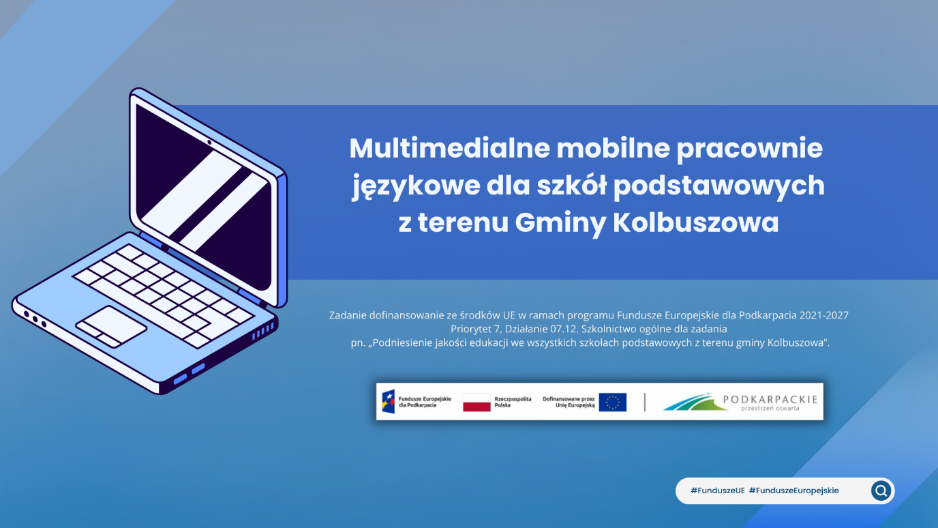 Multimedialne mobilne pracownie
językowe dla szkół podstawowych
z terenu Gminy Kolbuszowa
Zadanie dofinansowane ze środków UE w ramach programu Fundusze Europejskie dla Podkarpacia 2021-2027
Priorytet 7, Działanie 07.12. Szkolnictwo ogólne dla zadania
pn. „Podniesienie jakości edukacji we wszystkich szkołach podstawowych z terenu gminy Kolbuszowa”.
Fundusze Europejskie
dla Podkarpacia
Rzeczpospolita
Polska
Dofinansowane przez
Unię Europejską
PODKARPACKIE
przestrzeń otwarta
#FunduszeUE #FunduszeEuropejskie